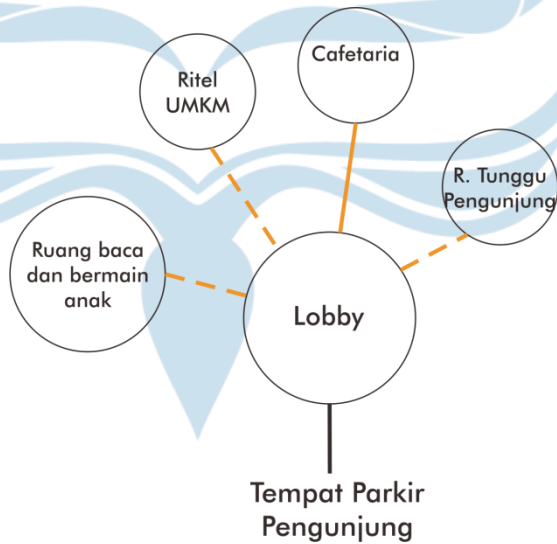 Cafetaria
Ritel
UMKM
R. Tunggu
Pengunjung
Ruang baca
dan bermain
anak
Lobby
Tempat Parkir
Pengunjung